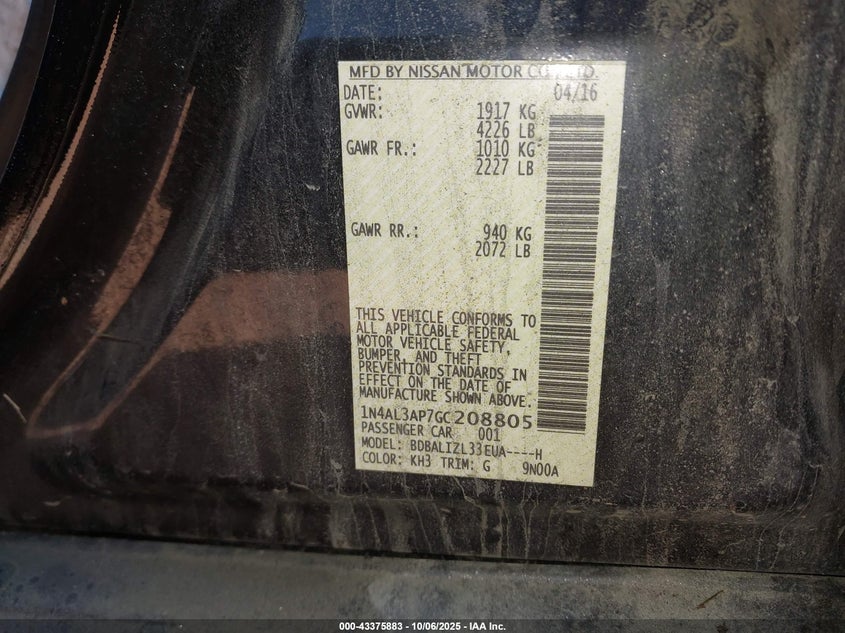 MFD BY NISSAN MOTOR CO., LTD.
DATE: 04/16
GVWR: 1917 KG
4226 LB
GAWR FR.: 1010 KG
2227 LB
GAWR RR.: 940 KG
2072 LB
THIS VEHICLE CONFORMS TO
ALL APPLICABLE FEDERAL
MOTOR VEHICLE SAFETY,
BUMPER, AND THEFT
PREVENTION STANDARDS IN
EFFECT ON THE DATE OF
MANUFACTURE SHOWN ABOVE.
1N4AL3AP7GC208805
PASSENGER CAR 001
MODEL: BDBALIZL33EUA----H
COLOR: KH3 TRIM: G 9N00A
000-43375883 - 10/06/2025 - IAA Inc.